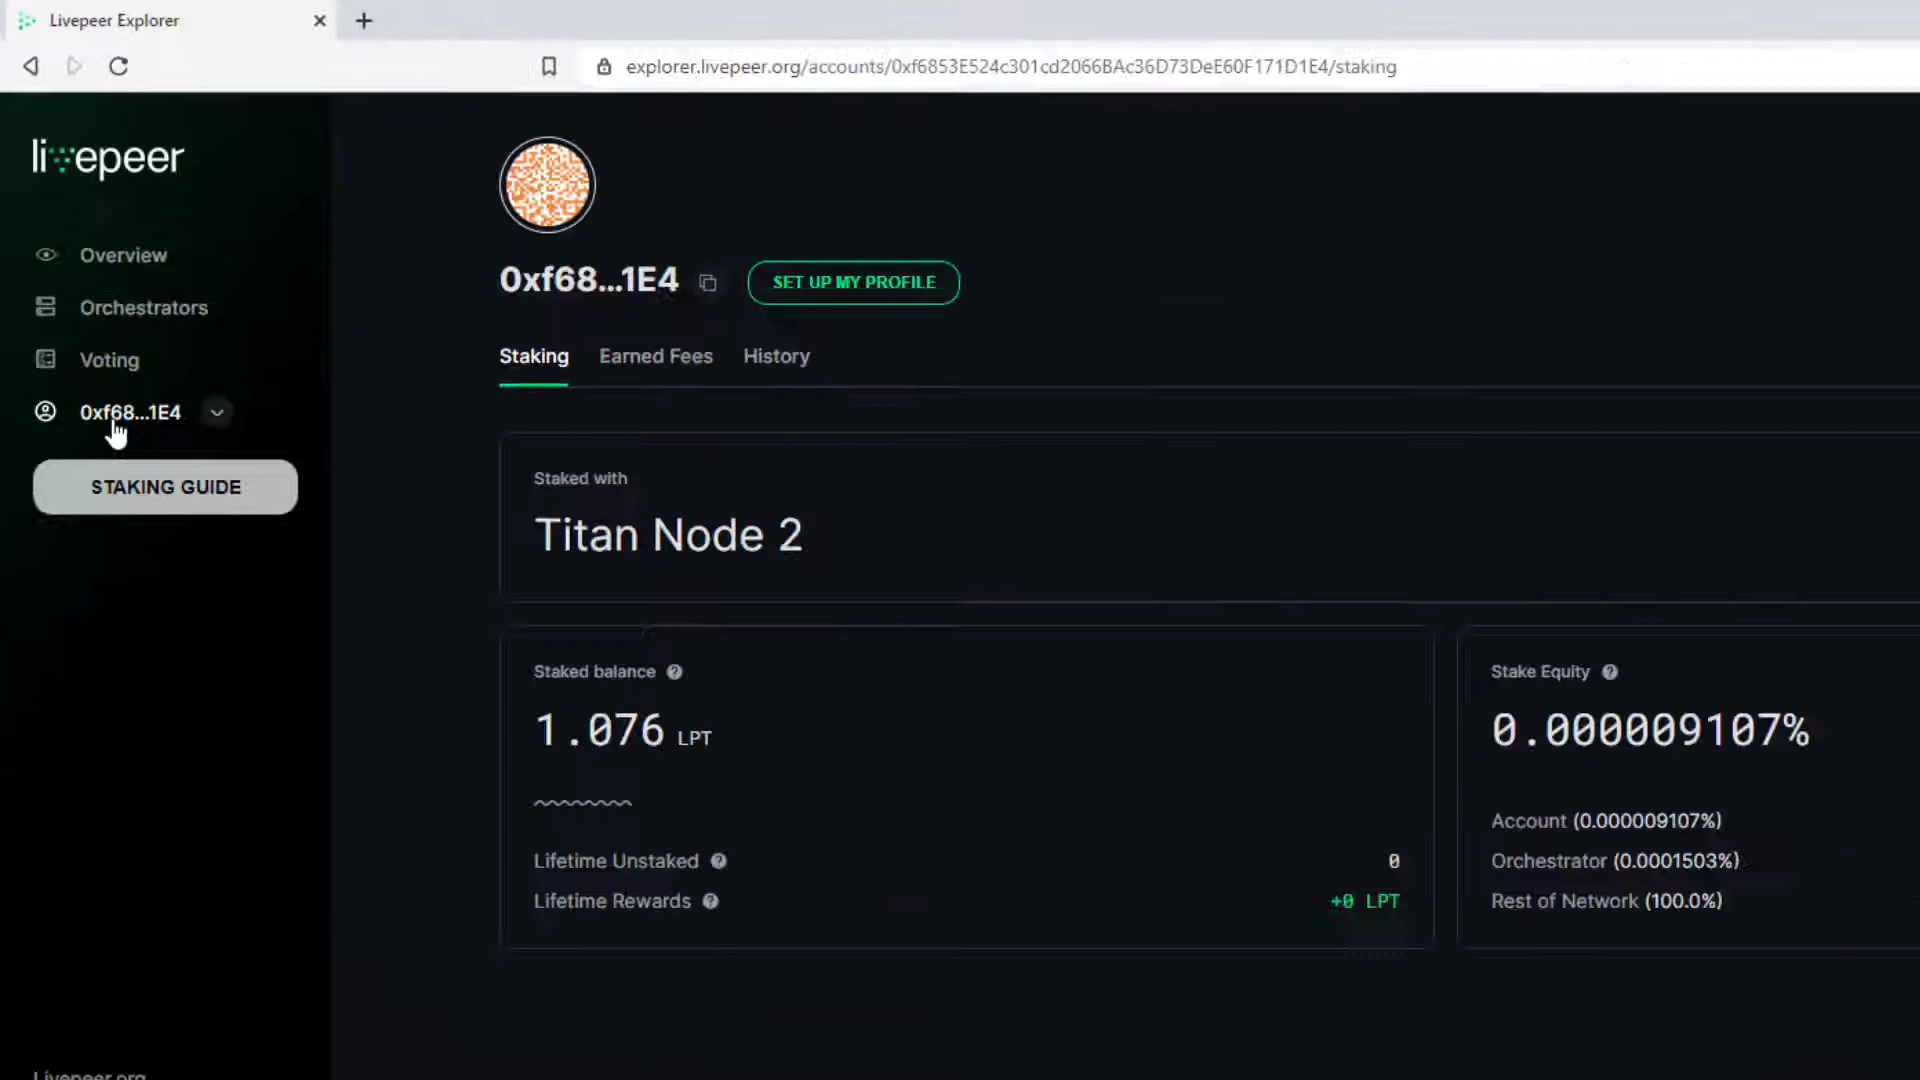 Livepeer Explorer
explorer.livepeer.org/accounts/0xf6853E524c301cd2066BAc36D73DeE60F171D1E4/staking
livepeer
Overview
Orchestrators
Voting
0xf68...1E4
STAKING GUIDE
Livepeer.org
0xf68...1E4
SET UP MY PROFILE
Staking Earned Fees History
Staked with
Titan Node 2
Staked balance
1.076 LPT
Lifetime Unstaked 0
Lifetime Rewards +0 LPT
Stake Equity
0.000009107%
Account (0.000009107%)
Orchestrator (0.0001503%)
Rest of Network (100.0%)